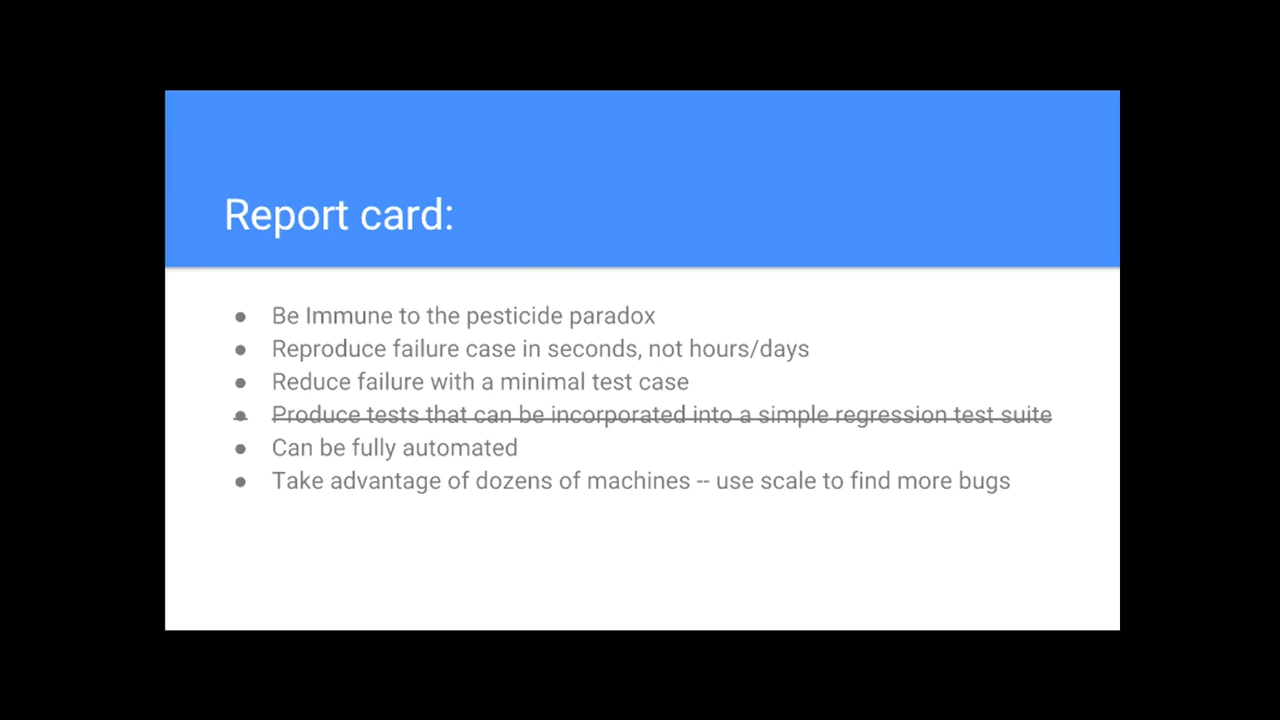 Report card:
● Be Immune to the pesticide paradox
● Reproduce failure case in seconds, not hours/days
● Reduce failure with a minimal test case
● Produce tests that can be incorporated into a simple regression test suite
● Can be fully automated
● Take advantage of dozens of machines -- use scale to find more bugs